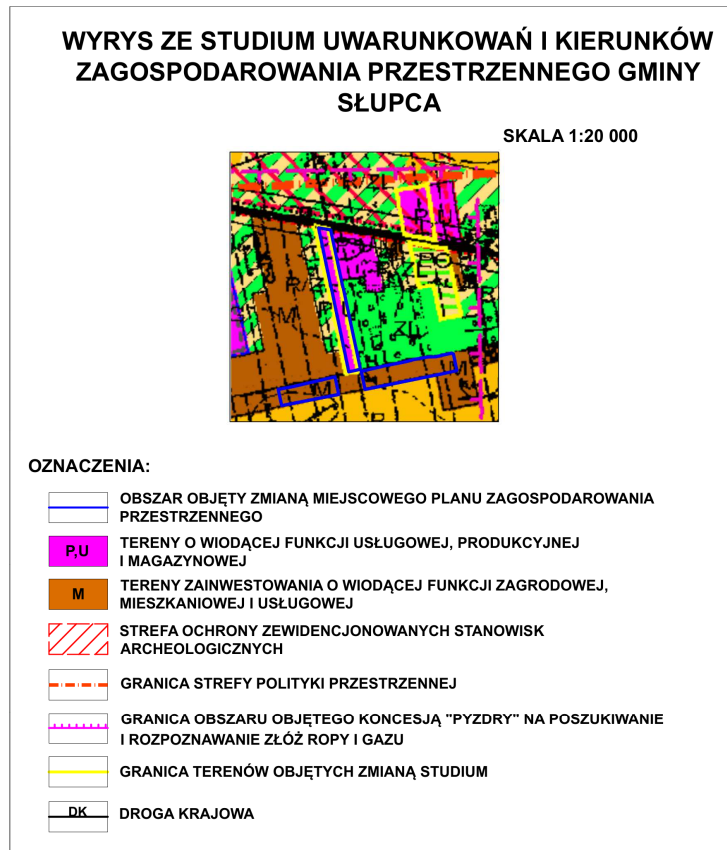 WYRYS ZE STUDIUM UWARUNKOWAŃ I KIERUNKÓW
ZAGOSPODAROWANIA PRZESTRZENNEGO GMINY
SŁUPCA
SKALA 1:20 000
R/ZL
P,U
R/Z
M
P,U
ZL
M
M
OZNACZENIA:
OBSZAR OBJĘTY ZMIANĄ MIEJSCOWEGO PLANU ZAGOSPODAROWANIA
PRZESTRZENNEGO
P,U
TERENY O WIODĄCEJ FUNKCJI USŁUGOWEJ, PRODUKCYJNEJ
I MAGAZYNOWEJ
M
TERENY ZAINWESTOWANIA O WIODĄCEJ FUNKCJI ZAGRODOWEJ,
MIESZKANIOWEJ I USŁUGOWEJ
STREFA OCHRONY ZEWIDENCJONOWANYCH STANOWISK
ARCHEOLOGICZNYCH
GRANICA STREFY POLITYKI PRZESTRZENNEJ
GRANICA OBSZARU OBJĘTEGO KONCESJĄ "PYZDRY" NA POSZUKIWANIE
I ROZPOZNAWANIE ZŁÓŻ ROPY I GAZU
GRANICA TERENÓW OBJĘTYCH ZMIANĄ STUDIUM
DK
DROGA KRAJOWA